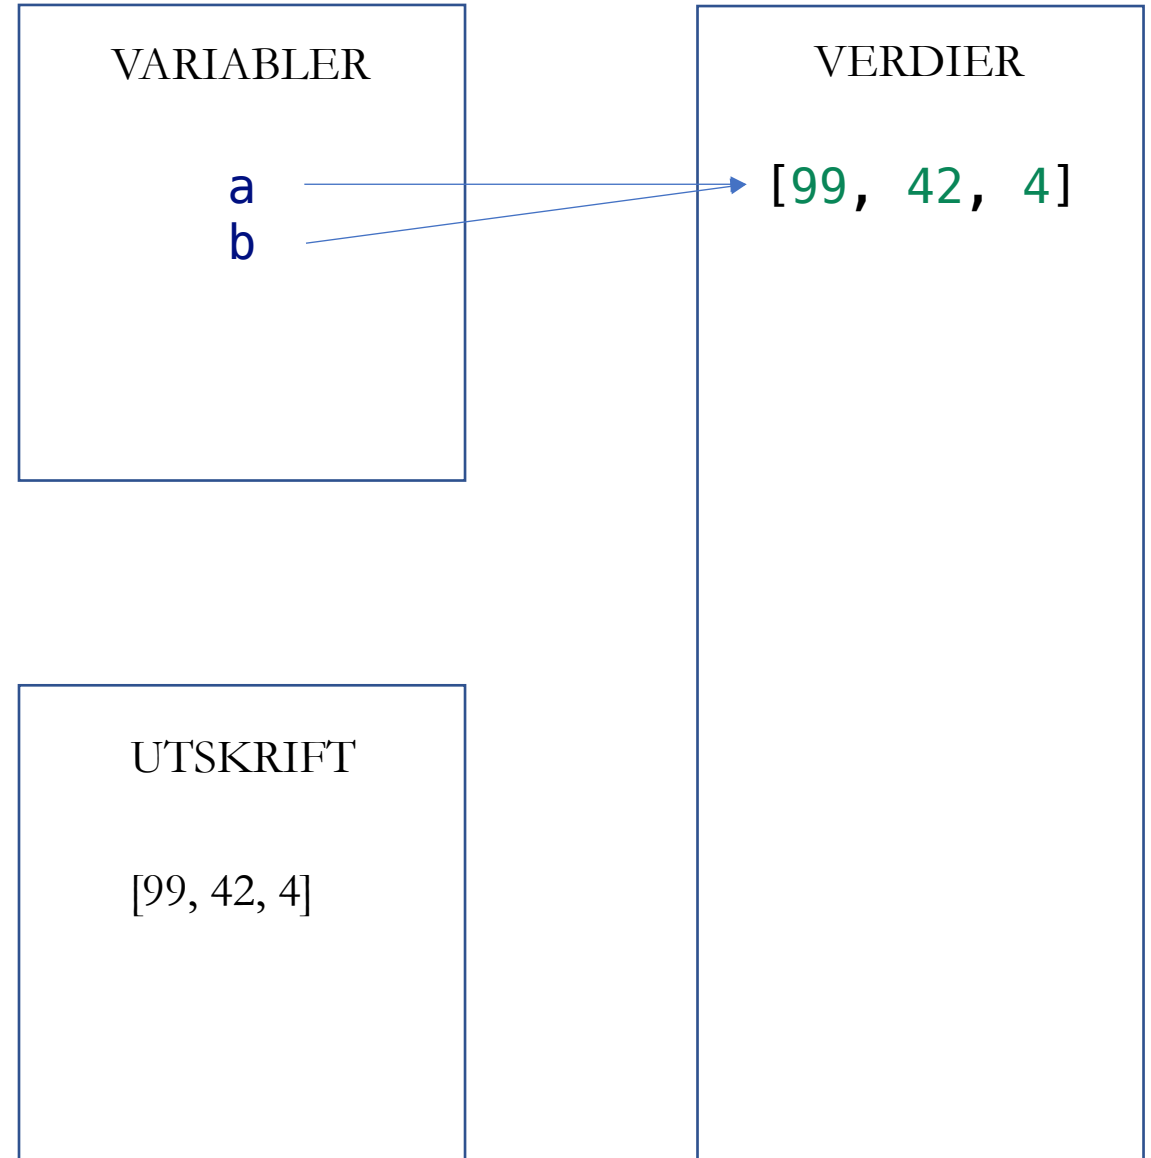 VARIABLER
a
b
VERDIER
[99, 42, 4]
UTSKRIFT
[99, 42, 4]